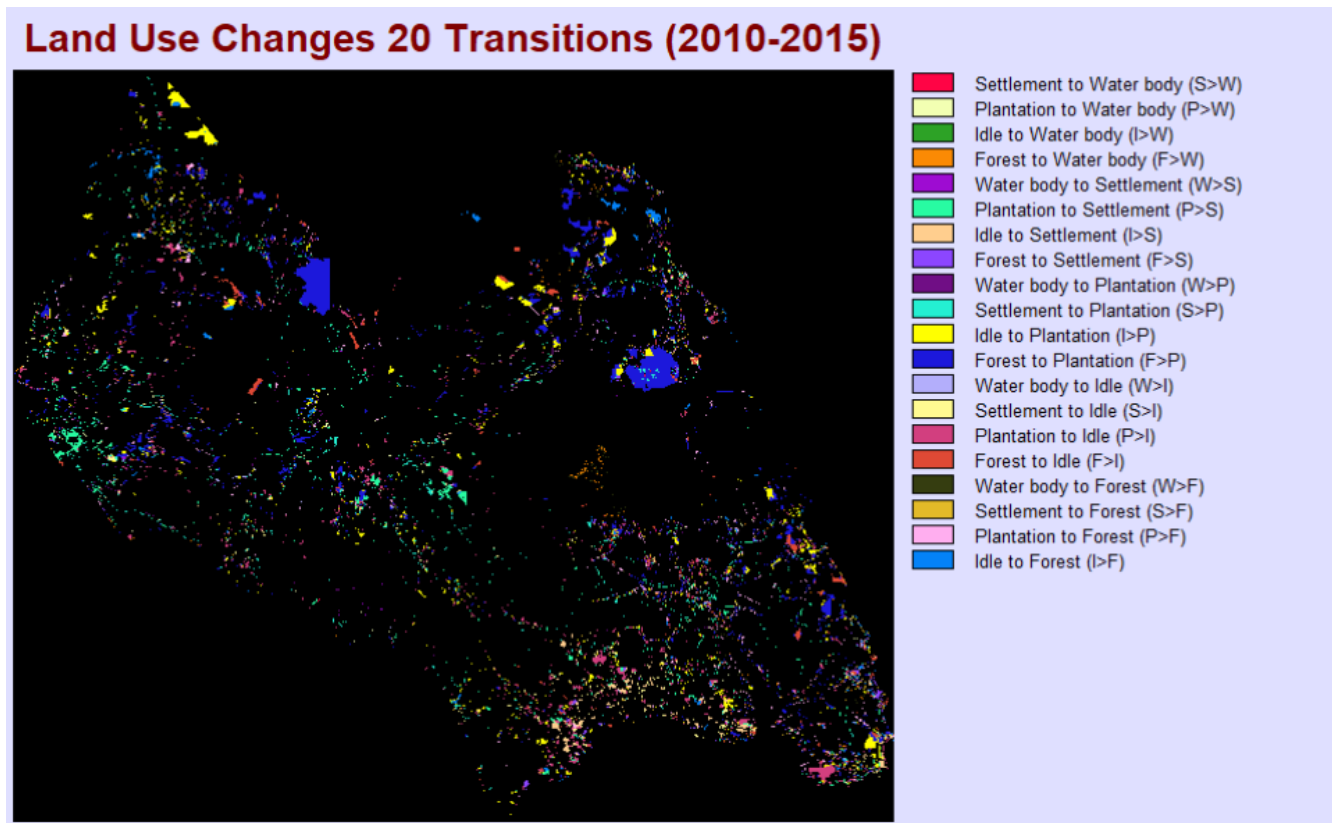 Land Use Changes 20 Transitions (2010-2015)
Settlement to Water body (S>W)
Plantation to Water body (P>W)
Idle to Water body (I>W)
Forest to Water body (F>W)
Water body to Settlement (W>S)
Plantation to Settlement (P>S)
Idle to Settlement (I>S)
Forest to Settlement (F>S)
Water body to Plantation (W>P)
Settlement to Plantation (S>P)
Idle to Plantation (I>P)
Forest to Plantation (F>P)
Water body to Idle (W>I)
Settlement to Idle (S>I)
Plantation to Idle (P>I)
Forest to Idle (F>I)
Water body to Forest (W>F)
Settlement to Forest (S>F)
Plantation to Forest (P>F)
Idle to Forest (I>F)